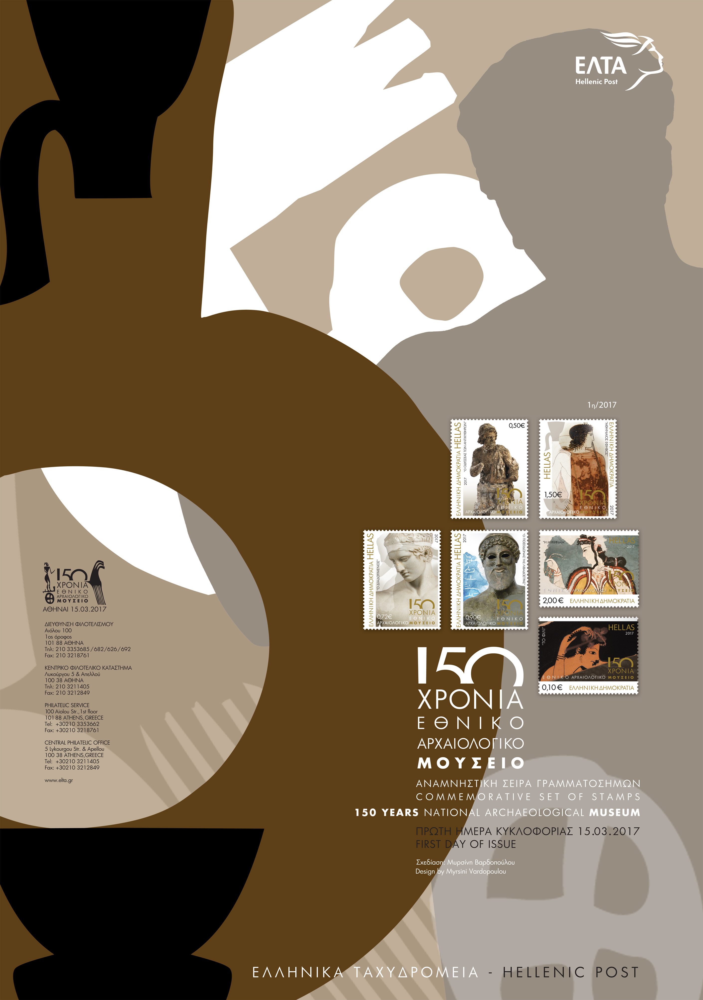 ΕΛΤΑ
Hellenic Post
1η/2017
ΕΛΛΗΝΙΚΗ ΔΗΜΟΚΡΑΤΙΑ HELLAS
2017 "Ο ΟΔΥΣΣΕΑΣ ΤΩΝ ΑΝΤΙΚΥΘΗΡΩΝ"
0,50€
150
ΧΡΟΝΙΑ
ΕΘΝΙΚΟ
ΑΡΧΑΙΟΛΟΓΙΚΟ ΜΟΥΣΕΙΟ
HELLAS
"ΑΘΗΝΑΙΟΣ ΕΦΗΒΟΣ"
ΕΛΛΗΝΙΚΗ ΔΗΜΟΚΡΑΤΙΑ
2017
1,50€
150
ΧΡΟΝΙΑ
ΕΘΝΙΚΟ
ΑΡΧΑΙΟΛΟΓΙΚΟ ΜΟΥΣΕΙΟ
ΕΛΛΗΝΙΚΗ ΔΗΜΟΚΡΑΤΙΑ HELLAS
"Ο ΔΙΑΔΟΥΜΕΝΟΣ"
2017
150
ΧΡΟΝΙΑ
0,72€ ΕΘΝΙΚΟ
ΑΡΧΑΙΟΛΟΓΙΚΟ ΜΟΥΣΕΙΟ
ΕΛΛΗΝΙΚΗ ΔΗΜΟΚΡΑΤΙΑ HELLAS
2017
"Ο ΠΟΣΕΙΔΩΝΑΣ ΤΗΣ ΛΙΒΑΔΟΣΤΡΑΣ"
150
ΧΡΟΝΙΑ
0,90€ ΕΘΝΙΚΟ
ΑΡΧΑΙΟΛΟΓΙΚΟ ΜΟΥΣΕΙΟ
"Η ΜΥΚΗΝΑΙΑ"
HELLAS
2017
150
ΧΡΟΝΙΑ
ΕΘΝΙΚΟ ΑΡΧΑΙΟΛΟΓΙΚΟ ΜΟΥΣΕΙΟ
2,00 € ΕΛΛΗΝΙΚΗ ΔΗΜΟΚΡΑΤΙΑ
"ΤΟ ΦΙΛΙ"
HELLAS
2017
150
ΧΡΟΝΙΑ
ΕΘΝΙΚΟ ΑΡΧΑΙΟΛΟΓΙΚΟ ΜΟΥΣΕΙΟ
0,10 € ΕΛΛΗΝΙΚΗ ΔΗΜΟΚΡΑΤΙΑ
150
ΧΡΟΝΙΑ
ΕΘΝΙΚΟ
ΑΡΧΑΙΟΛΟΓΙΚΟ
ΜΟΥΣΕΙΟ
ΑΘΗΝΑΙ 15.03.2017
ΔΙΕΥΘΥΝΣΗ ΦΙΛΟΤΕΛΙΣΜΟΥ
Αιόλου 100
1ος όροφος
101 88 ΑΘΗΝΑ
Τηλ: 210 3353685/682/626/692
Fax: 210 3218761
ΚΕΝΤΡΙΚΟ ΦΙΛΟΤΕΛΙΚΟ ΚΑΤΑΣΤΗΜΑ
Λυκούργου 5 & Απελλού
100 38 ΑΘΗΝΑ
Τηλ: 210 3211405
Fax: 210 3212849
PHILATELIC SERVICE
100 Aiolou Str.,1st floor
101 88 ATHENS, GREECE
Tel: +30210 3353662
Fax: +30210 3218761
CENTRAL PHILATELIC OFFICE
5 Lykourgou Str. & Apellou
100 38 ATHENS,GREECE
Tel: +30210 3211405
Fax: +30210 3212849
www.elta.gr
150
ΧΡΟΝΙΑ
ΕΘΝΙΚΟ
ΑΡΧΑΙΟΛΟΓΙΚΟ
ΜΟΥΣΕΙΟ
ΑΝΑΜΝΗΣΤΙΚΗ ΣΕΙΡΑ ΓΡΑΜΜΑΤΟΣΗΜΩΝ
COMMEMORATIVE SET OF STAMPS
150 YEARS NATIONAL ARCHAEOLOGICAL MUSEUM
ΠΡΩΤΗ ΗΜΕΡΑ ΚΥΚΛΟΦΟΡΙΑΣ 15.03.2017
FIRST DAY OF ISSUE
Σχεδίαση: Μυρσίνη Βαρδοπούλου
Design by Myrsini Vardopoulou
ΕΛΛΗΝΙΚΑ ΤΑΧΥΔΡΟΜΕΙΑ - HELLENIC POST